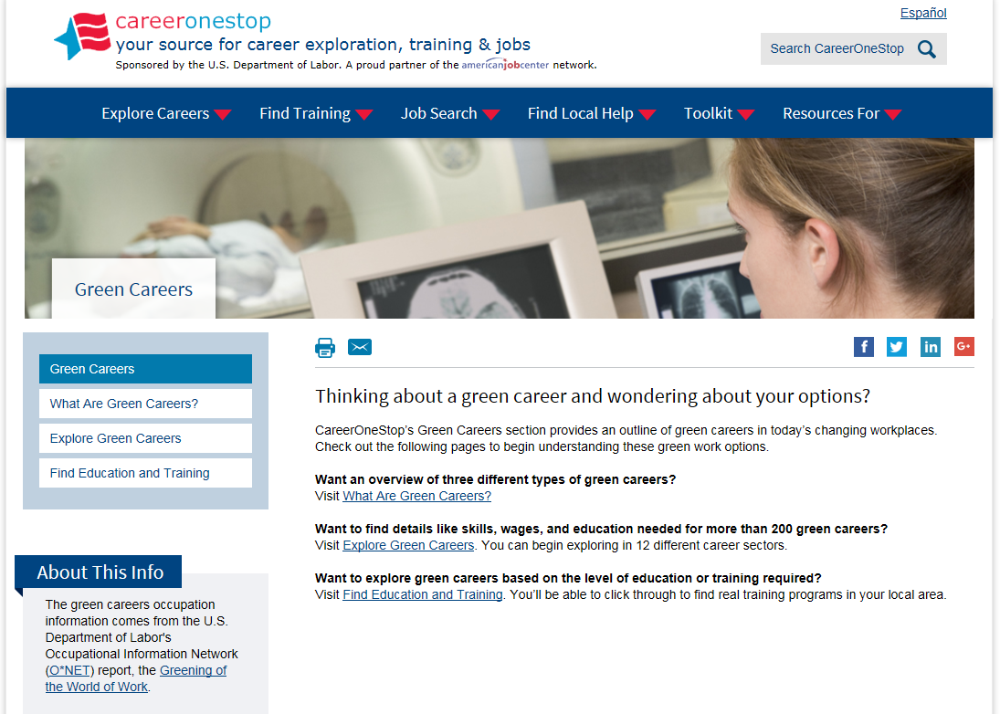 Español
careeronestop
your source for career exploration, training & jobs
Sponsored by the U.S. Department of Labor. A proud partner of the americanjobcenter network.
Search CareerOneStop
Explore Careers Find Training Job Search Find Local Help Toolkit Resources For
Green Careers
Green Careers
What Are Green Careers?
Explore Green Careers
Find Education and Training
About This Info
The green careers occupation
information comes from the U.S.
Department of Labor's
Occupational Information Network
(O*NET) report, the Greening of
the World of Work.
f in G+
Thinking about a green career and wondering about your options?
CareerOneStop’s Green Careers section provides an outline of green careers in today’s changing workplaces.
Check out the following pages to begin understanding these green work options.
Want an overview of three different types of green careers?
Visit What Are Green Careers?
Want to find details like skills, wages, and education needed for more than 200 green careers?
Visit Explore Green Careers. You can begin exploring in 12 different career sectors.
Want to explore green careers based on the level of education or training required?
Visit Find Education and Training. You’ll be able to click through to find real training programs in your local area.